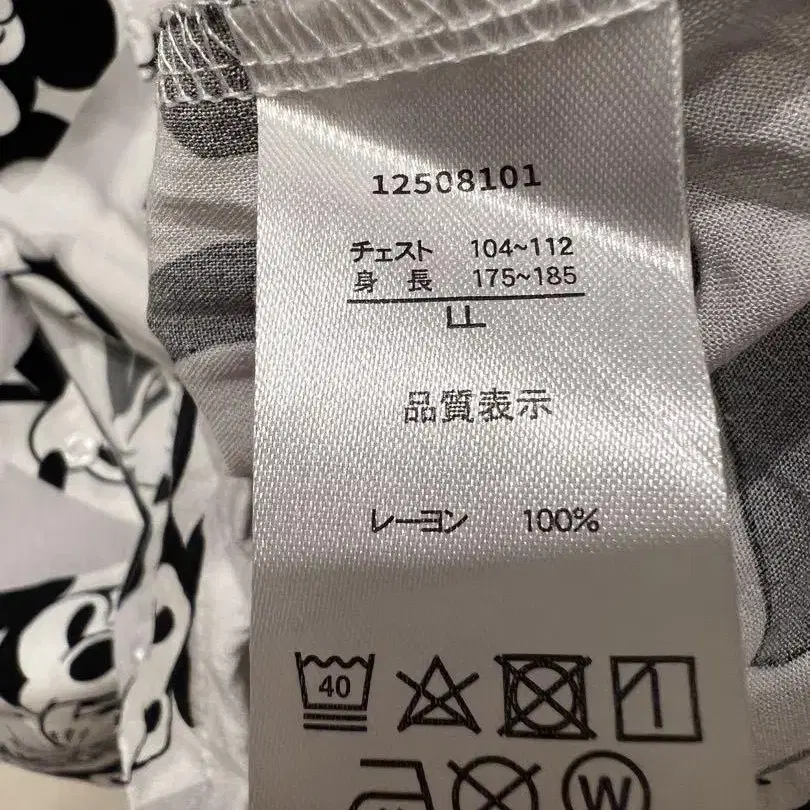 12508101
チェスト 104~112
身長 175~185
LL
品質表示
レーヨン 100%
40
W